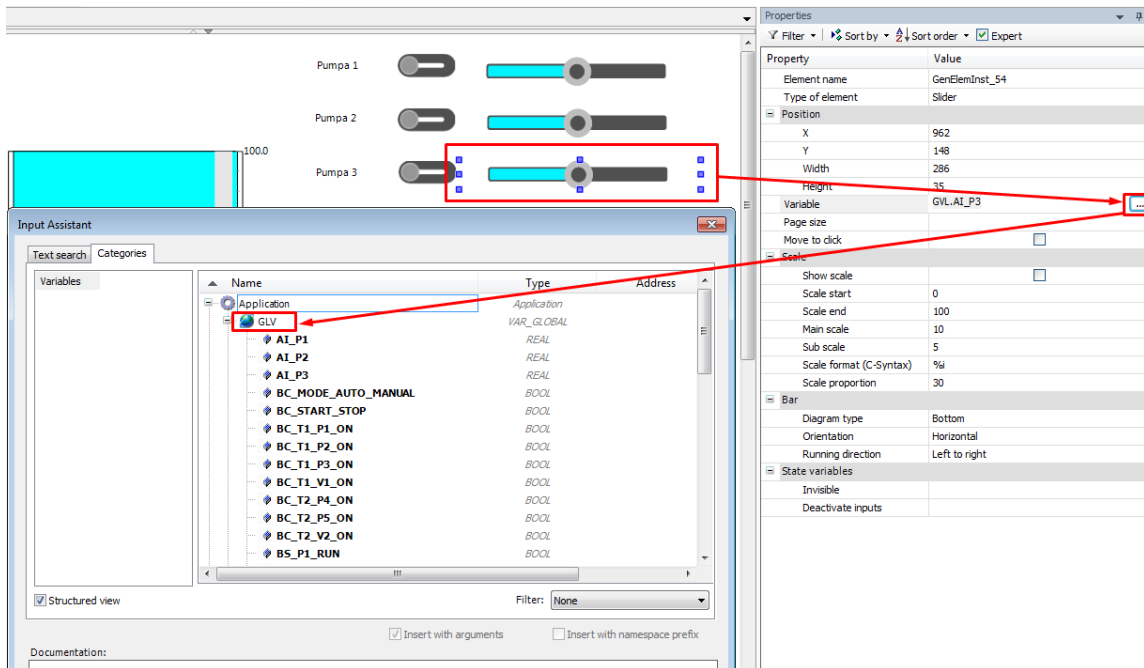 Pumpa 1
Pumpa 2
100.0
Pumpa 3
Input Assistant
Text search Categories
Variables
Name Type Address
Application Application
GLV VAR_GLOBAL
AI_P1 REAL
AI_P2 REAL
AI_P3 REAL
BC_MODE_AUTO_MANUAL BOOL
BC_START_STOP BOOL
BC_T1_P1_ON BOOL
BC_T1_P2_ON BOOL
BC_T1_P3_ON BOOL
BC_T1_V1_ON BOOL
BC_T2_P4_ON BOOL
BC_T2_P5_ON BOOL
BC_T2_V2_ON BOOL
BS_P1_RUN BOOL
Structured view
Filter: None
Insert with arguments Insert with namespace prefix
Documentation:
Properties
Filter Sort by Sort order Expert
Property Value
Element name GenElemInst_54
Type of element Slider
Position
X 962
Y 148
Width 286
Height 35
Variable GVL.AI_P3 ...
Page size
Move to click
Scale
Show scale
Scale start 0
Scale end 100
Main scale 10
Sub scale 5
Scale format (C-Syntax) %i
Scale proportion 30
Bar
Diagram type Bottom
Orientation Horizontal
Running direction Left to right
State variables
Invisible
Deactivate inputs